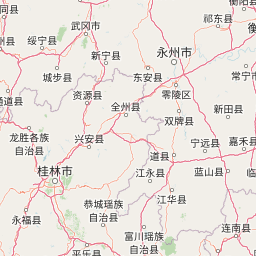 衡阳县
同县
武冈市
祁东县
绥宁县
新宁县
永州市
城步县
东安县
常宁市
资源县
零陵区
通道县
全州县
新田县
双牌县
龙胜各族
自治县
兴安县
宁远县
嘉禾县
道县
桂林市
江永县
蓝山县
临
恭城瑶族
自治县
江华县
永福县
富川瑶族
自治县
连南县
平乐县